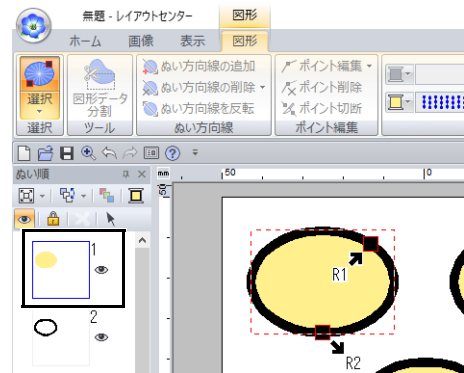 無題 - レイアウトセンター
図形
ホーム 画像 表示 図形
選択
図形データ
分割
ぬい方向線の追加
ぬい方向線の削除
ぬい方向線を反転
ポイント編集
ポイント削除
ポイント切断
選択 ツール ぬい方向線 ポイント編集
ぬい順
mm 50 0
1
R1
2
R2